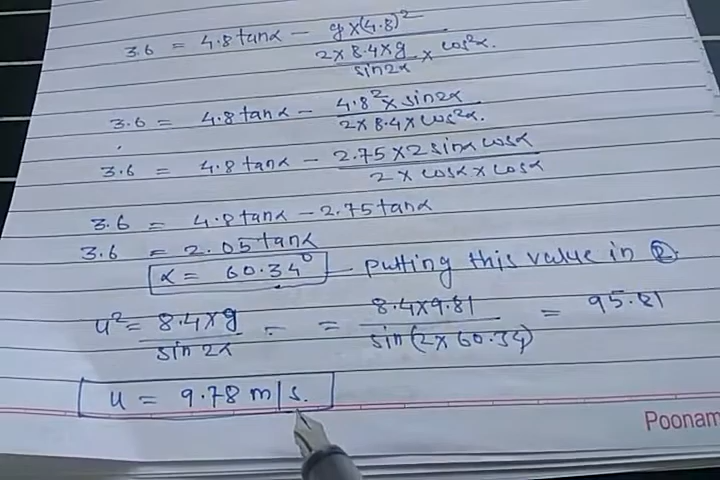 3.6 = 4.8 tanα − g×(4.8)² / (2×8.4×g / sin2α × cos²α.)
3.6 = 4.8 tanα − 4.8² × sin2α / 2×8.4×cos²α.
3.6 = 4.8 tanα − 2.75×2 sinα cosα / 2 × cosα × cosα
3.6 = 4.8 tanα − 2.75 tanα
3.6 = 2.05 tanα
α = 60.34° — putting this value in ②.
u² = 8.4×g / sin 2α = = 8.4×9.81 / sin(2×60.34) = 95.81
u = 9.78 m/s.
Poonam